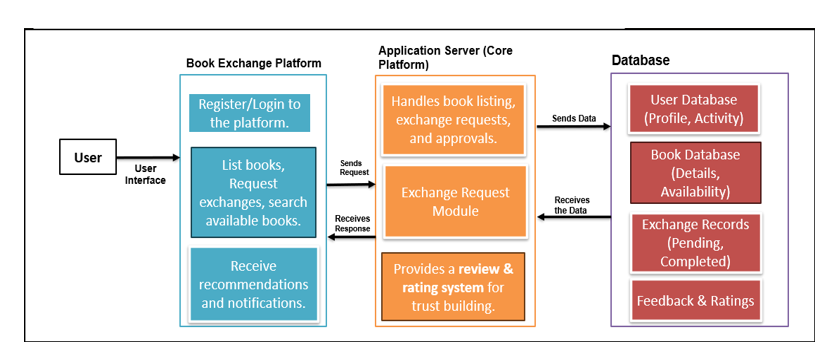 Book Exchange Platform
Application Server (Core
Platform)
Database
User
User
Interface
Register/Login to
the platform.
List books,
Request
exchanges, search
available books.
Receive
recommendations
and notifications.
Sends
Request
Receives
Response
Handles book listing,
exchange requests,
and approvals.
Exchange Request
Module
Provides a review &
rating system for
trust building.
Sends Data
Receives
the Data
User Database
(Profile, Activity)
Book Database
(Details,
Availability)
Exchange Records
(Pending,
Completed)
Feedback & Ratings